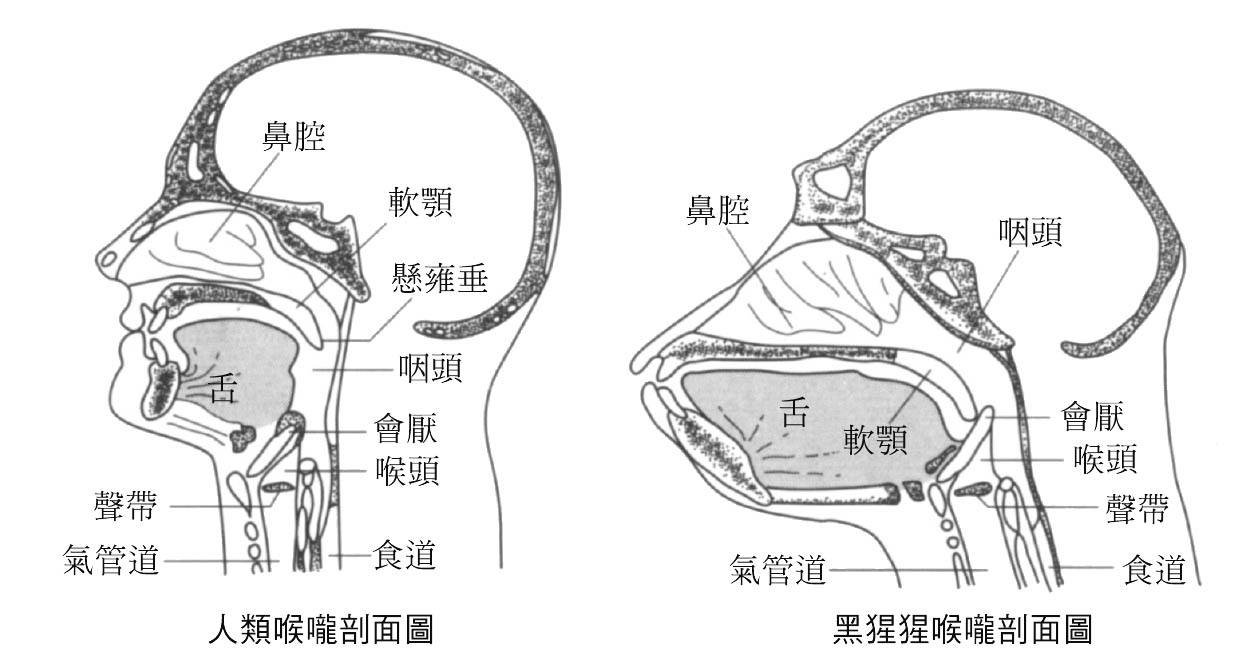 鼻腔
軟顎
懸雍垂
咽頭
舌
會厭
喉頭
聲帶
氣管道
食道
人類喉嚨剖面圖
鼻腔
咽頭
舌
軟顎
會厭
喉頭
聲帶
氣管道
食道
黑猩猩喉嚨剖面圖